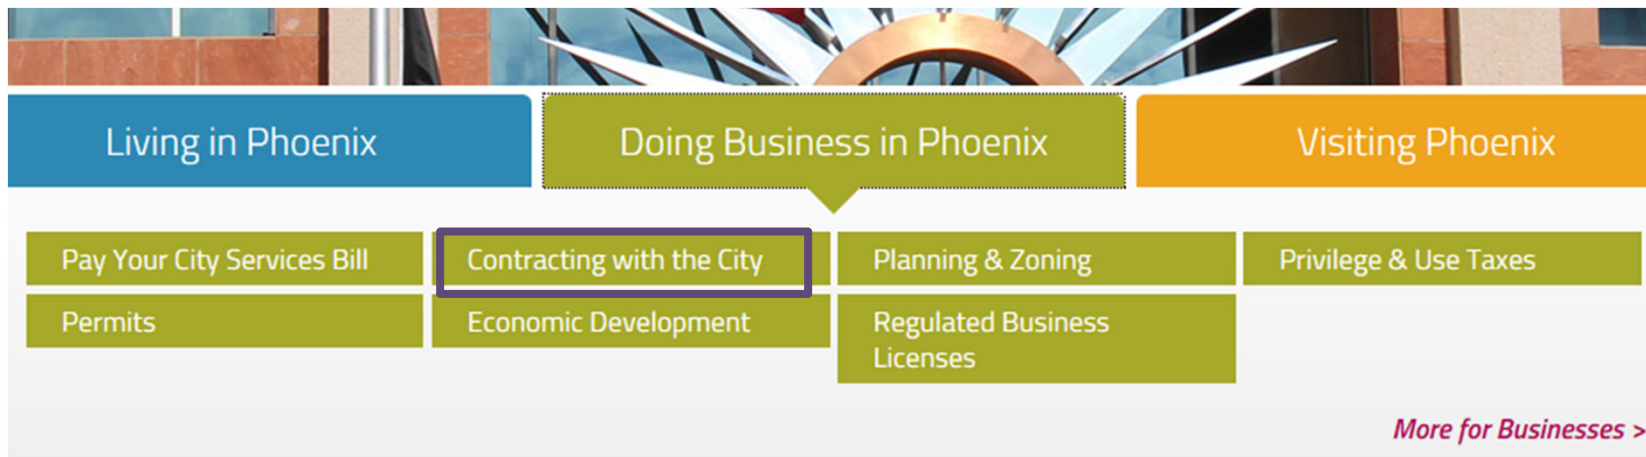 Living in Phoenix
Doing Business in Phoenix
Visiting Phoenix
Pay Your City Services Bill
Contracting with the City
Planning & Zoning
Privilege & Use Taxes
Permits
Economic Development
Regulated Business
Licenses
More for Businesses >